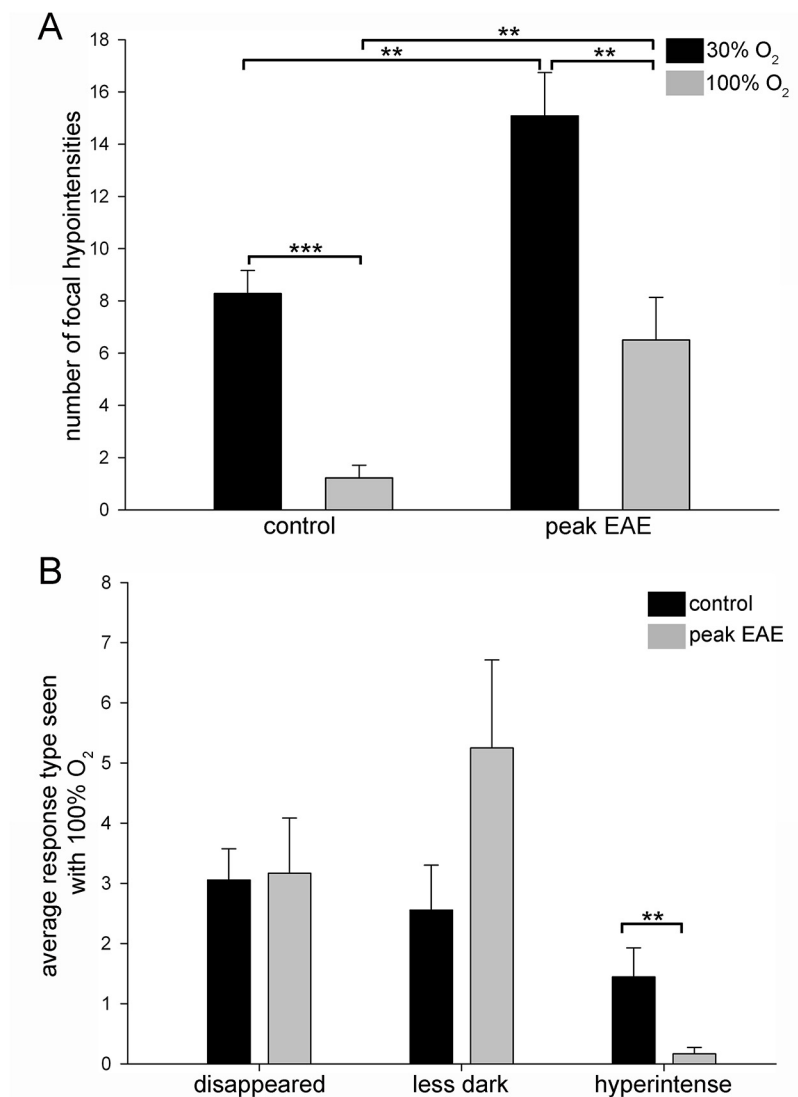 A
18
16
14
12
10
8
6
4
2
0
number of focal hypointensities
**
**
**
***
30% O₂
100% O₂
control
peak EAE
B
8
7
6
5
4
3
2
1
0
average response type seen
with 100% O₂
control
peak EAE
**
disappeared
less dark
hyperintense